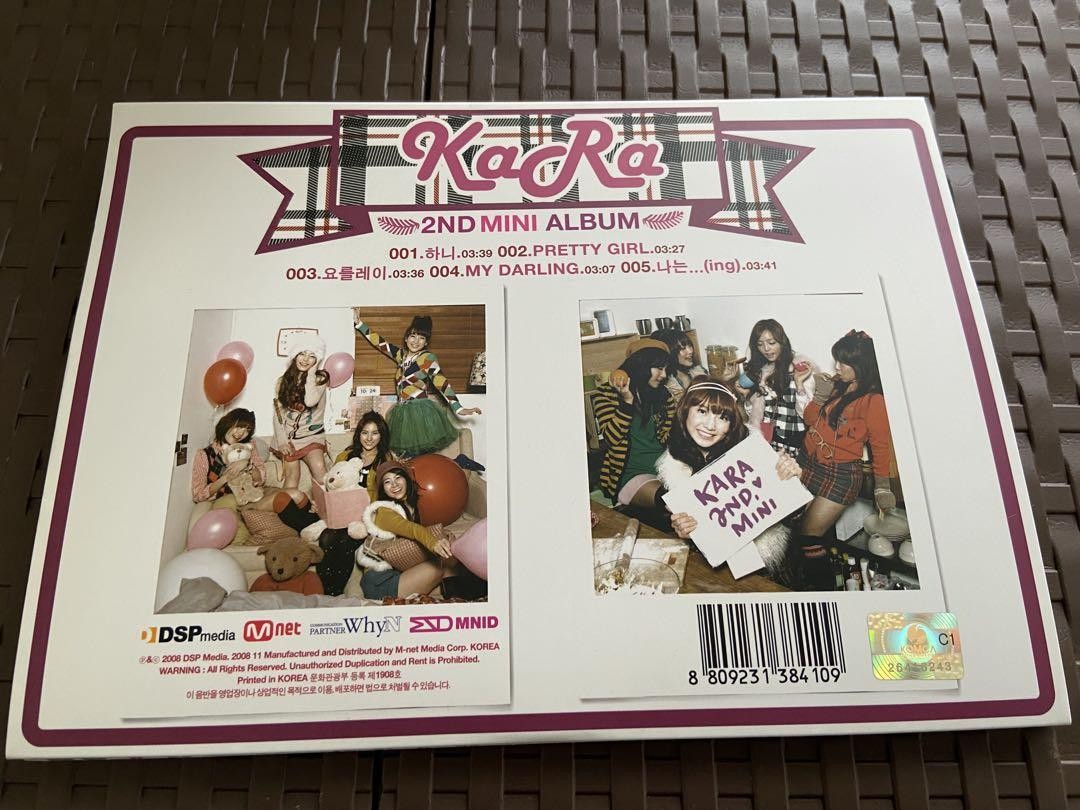 KaRa
2ND MINI ALBUM
001.하니.03:39 002.PRETTY GIRL.03:27
003.요를레이.03:36 004.MY DARLING.03:07 005.나는...(ing).03:41
10 24
KARA
2ND♥
MINI
DSPmedia Mnet COMMUNICATION PARTNER WhyN MNID
℗&© 2008 DSP Media. 2008 11 Manufactured and Distributed by M-net Media Corp. KOREA
WARNING : All Rights Reserved. Unauthorized Duplication and Rent is Prohibited.
Printed in KOREA 문화관광부 등록 제1908호
이 음반을 영업장이나 상업적인 목적으로 이용, 배포하면 법으로 처벌될 수 있습니다.
8 809231 384109
KOMCA
C1